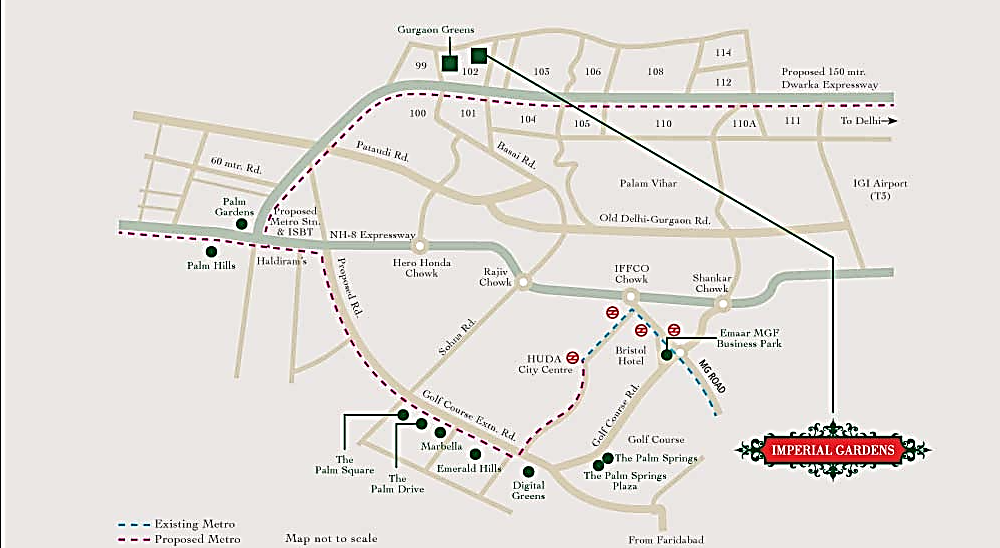 Gurgaon Greens
99
102
103
106
108
114
112
Proposed 150 mtr.
Dwarka Expressway
100
101
104
105
110
110A
111
To Delhi
Pataudi Rd.
Basai Rd.
60 mtr. Rd.
Palam Vihar
IGI Airport
(T3)
Palm
Gardens
Proposed
Metro Stn.
& ISBT
Old Delhi-Gurgaon Rd.
NH-8 Expressway
Palm Hills
Haldiram's
Hero Honda
Chowk
Rajiv
Chowk
IFFCO
Chowk
Shankar
Chowk
Proposed Rd.
Sohna Rd.
HUDA
City Centre
Bristol
Hotel
Emaar MGF
Business Park
MG ROAD
Golf Course Extn. Rd.
Golf Course Rd.
Golf Course
IMPERIAL GARDENS
The
Palm Square
The
Palm Drive
Marbella
Emerald Hills
Digital
Greens
The Palm Springs
The Palm Springs
Plaza
Existing Metro
Proposed Metro
Map not to scale
From Faridabad